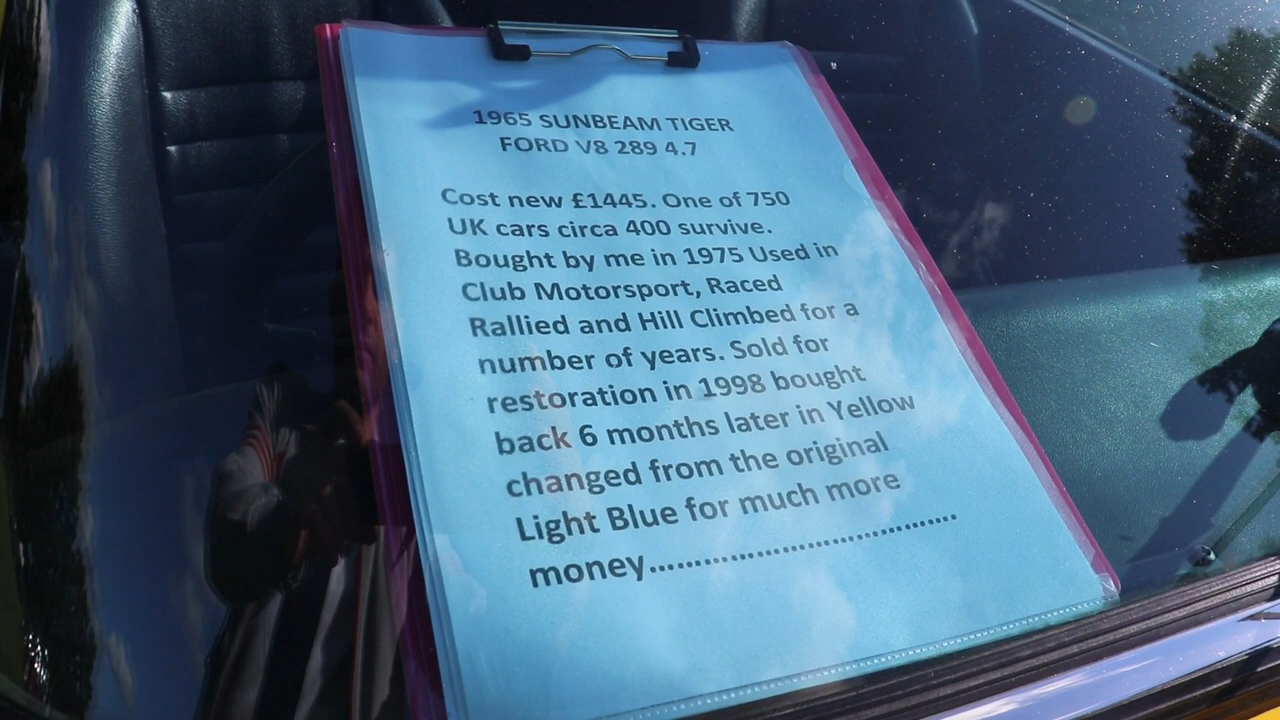 1965 SUNBEAM TIGER
FORD V8 289 4.7
Cost new £1445. One of 750
UK cars circa 400 survive.
Bought by me in 1975 Used in
Club Motorsport, Raced
Rallied and Hill Climbed for a
number of years. Sold for
restoration in 1998 bought
back 6 months later in Yellow
changed from the original
Light Blue for much more
money.......................................